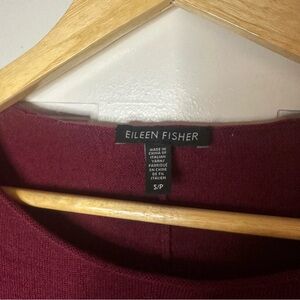 EILEEN FISHER
MADE IN
CHINA OF
ITALIAN
YARN/
FABRIQUÉ
EN CHINE
DE FIL
ITALIEN
S/P